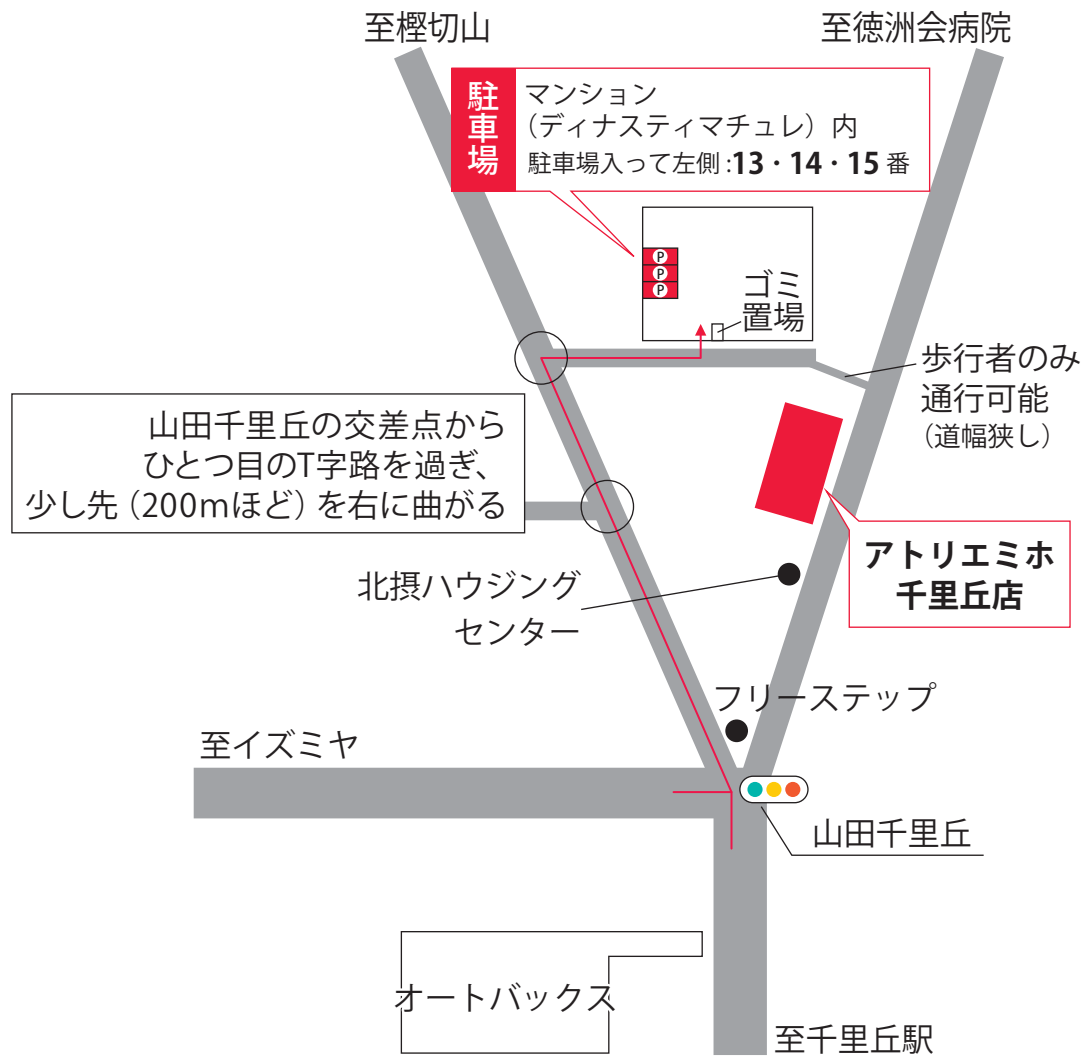 至樫切山
至徳洲会病院
駐車場
マンション
（ディナスティマチュレ）内
駐車場入って左側:13・14・15 番
P
P
P
ゴミ
置場
歩行者のみ
通行可能
（道幅狭し）
山田千里丘の交差点から
ひとつ目のT字路を過ぎ、
少し先（200mほど）を右に曲がる
アトリエミホ
千里丘店
北摂ハウジング
センター
フリーステップ
至イズミヤ
山田千里丘
オートバックス
至千里丘駅